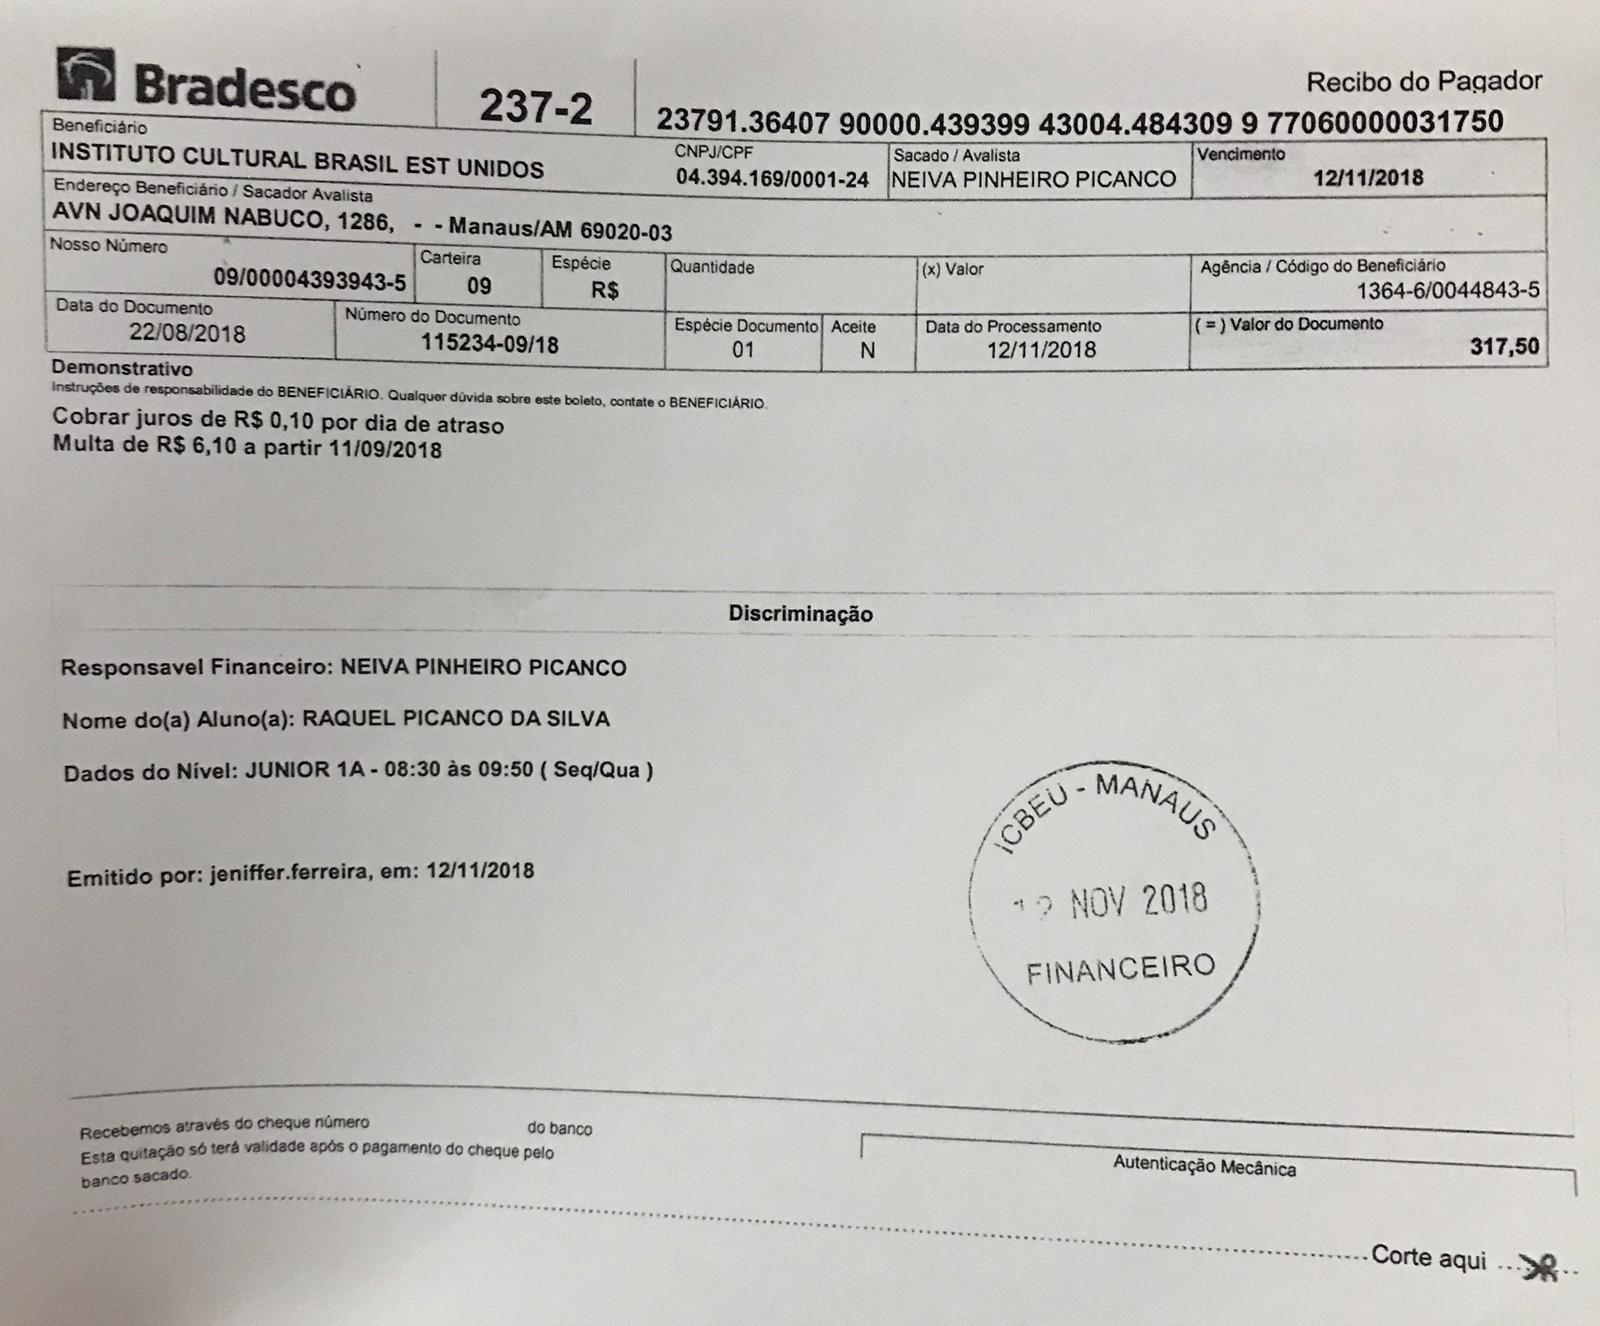 Bradesco
237-2
Recibo do Pagador
23791.36407 90000.439399 43004.484309 9 77060000031750
Beneficiário
INSTITUTO CULTURAL BRASIL EST UNIDOS
CNPJ/CPF
04.394.169/0001-24
Sacado / Avalista
NEIVA PINHEIRO PICANCO
Vencimento
12/11/2018
Endereço Beneficiário / Sacador Avalista
AVN JOAQUIM NABUCO, 1286, - - Manaus/AM 69020-03
Nosso Número
09/00004393943-5
Carteira
09
Espécie
R$
Quantidade
(x) Valor
Agência / Código do Beneficiário
1364-6/0044843-5
Data do Documento
22/08/2018
Número do Documento
115234-09/18
Espécie Documento
01
Aceite
N
Data do Processamento
12/11/2018
( = ) Valor do Documento
317,50
Demonstrativo
Instruções de responsabilidade do BENEFICIÁRIO. Qualquer dúvida sobre este boleto, contate o BENEFICIÁRIO.
Cobrar juros de R$ 0,10 por dia de atraso
Multa de R$ 6,10 a partir 11/09/2018
Discriminação
Responsavel Financeiro: NEIVA PINHEIRO PICANCO
Nome do(a) Aluno(a): RAQUEL PICANCO DA SILVA
Dados do Nível: JUNIOR 1A - 08:30 às 09:50 ( Seq/Qua )
Emitido por: jeniffer.ferreira, em: 12/11/2018
ICBEU - MANAUS
NOV 2018
FINANCEIRO
Recebemos através do cheque número do banco
Esta quitação só terá validade após o pagamento do cheque pelo
banco sacado.
Autenticação Mecânica
Corte aqui